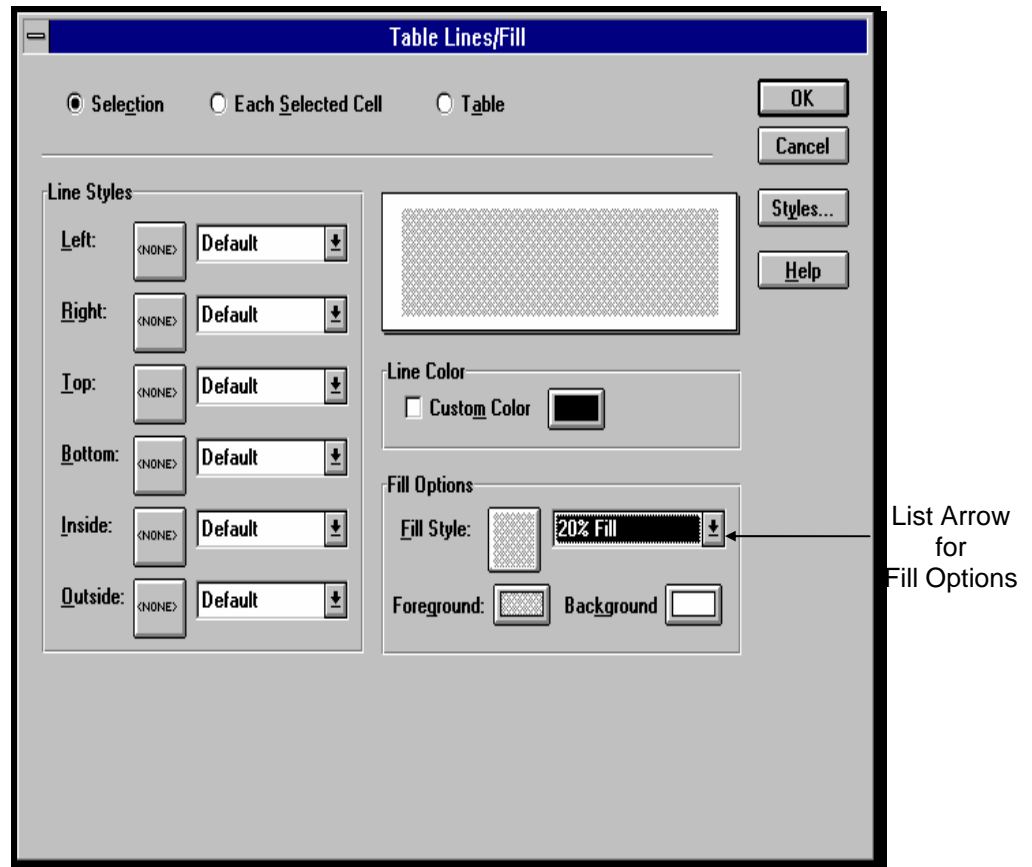 Table Lines/Fill
Selection Each Selected Cell Table
OK
Cancel
Styles...
Help
Line Styles
Left: <NONE> Default
Right: <NONE> Default
Top: <NONE> Default
Bottom: <NONE> Default
Inside: <NONE> Default
Outside: <NONE> Default
Line Color
Custom Color
Fill Options
Fill Style: 20% Fill
Foreground: Background
List Arrow
for
Fill Options